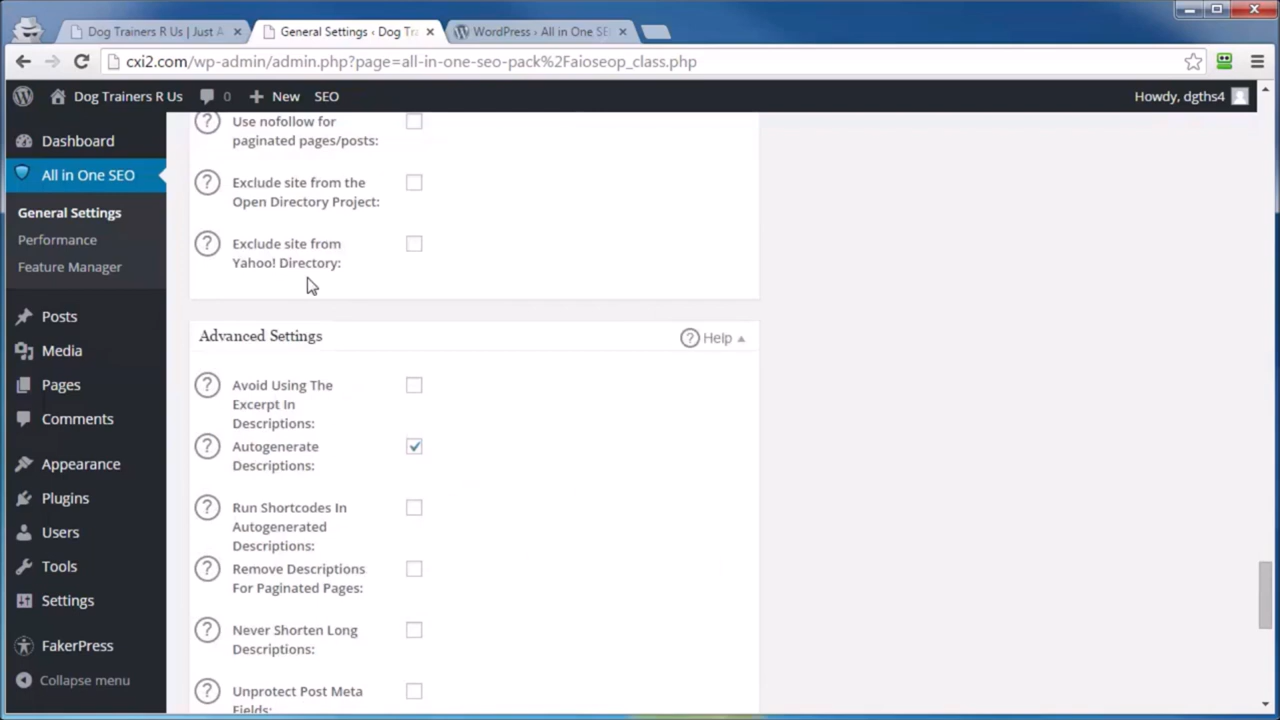 Dog Trainers R Us | Just A
General Settings ‹ Dog Tra
WordPress › All in One SE
cxi2.com/wp-admin/admin.php?page=all-in-one-seo-pack%2Faioseop_class.php
Dog Trainers R Us 0 New SEO Howdy, dgths4
Dashboard
All in One SEO
General Settings
Performance
Feature Manager
Posts
Media
Pages
Comments
Appearance
Plugins
Users
Tools
Settings
FakerPress
Collapse menu
? Use nofollow for
paginated pages/posts:
? Exclude site from the
Open Directory Project:
? Exclude site from
Yahoo! Directory:
Advanced Settings ? Help
? Avoid Using The
Excerpt In
Descriptions:
? Autogenerate
Descriptions:
? Run Shortcodes In
Autogenerated
Descriptions:
? Remove Descriptions
For Paginated Pages:
? Never Shorten Long
Descriptions:
? Unprotect Post Meta
Fields: